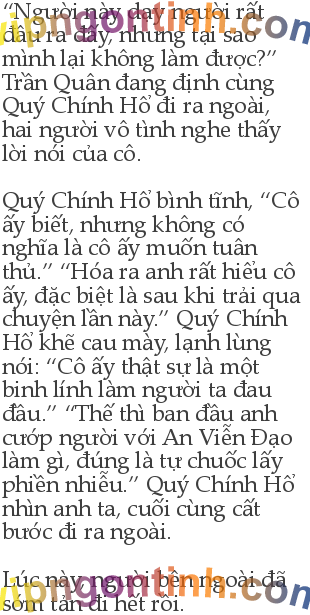 “Người này dạy người rất
đâu ra đấy, nhưng tại sao
mình lại không làm được?”
Trần Quân đang định cùng
Quý Chính Hổ đi ra ngoài,
hai người vô tình nghe thấy
lời nói của cô.

Quý Chính Hổ bình tĩnh, “Cô
ấy biết, nhưng không có
nghĩa là cô ấy muốn tuân
thủ.” “Hóa ra anh rất hiểu cô
ấy, đặc biệt là sau khi trải qua
chuyện lần này.” Quý Chính
Hổ khẽ cau mày, lạnh lùng
nói: “Cô ấy thật sự là một
binh lính làm người ta đau
đầu.” “Thế thì ban đầu anh
cướp người với An Viễn Đạo
làm gì, đúng là tự chuốc lấy
phiền nhiễu.” Quý Chính Hổ
nhìn anh ta, cuối cùng cất
bước đi ra ngoài.

Lúc này, người bên ngoài đã
sớm tản đi hết rồi.
vipngontinh.com
vipngontinh.com